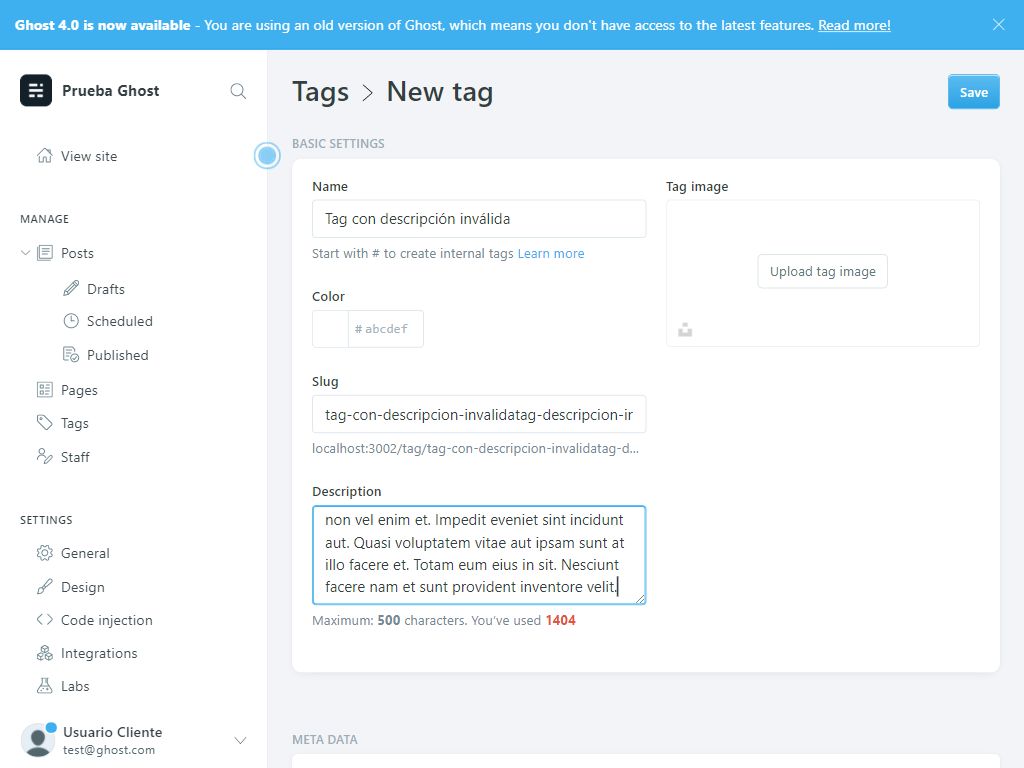 Ghost 4.0 is now available - You are using an old version of Ghost, which means you don't have access to the latest features. Read more!
Prueba Ghost
View site
MANAGE
Posts
Drafts
Scheduled
Published
Pages
Tags
Staff
SETTINGS
General
Design
Code injection
Integrations
Labs
Usuario Cliente
test@ghost.com
Tags > New tag
Save
BASIC SETTINGS
Name
Tag con descripción inválida
Start with # to create internal tags Learn more
Color
# abcdef
Slug
tag-con-descripcion-invalidatag-descripcion-ir
localhost:3002/tag/tag-con-descripcion-invalidatag-d...
Description
non vel enim et. Impedit eveniet sint incidunt
aut. Quasi voluptatem vitae aut ipsam sunt at
illo facere et. Totam eum eius in sit. Nesciunt
facere nam et sunt provident inventore velit.
Maximum: 500 characters. You've used 1404
Tag image
Upload tag image
META DATA